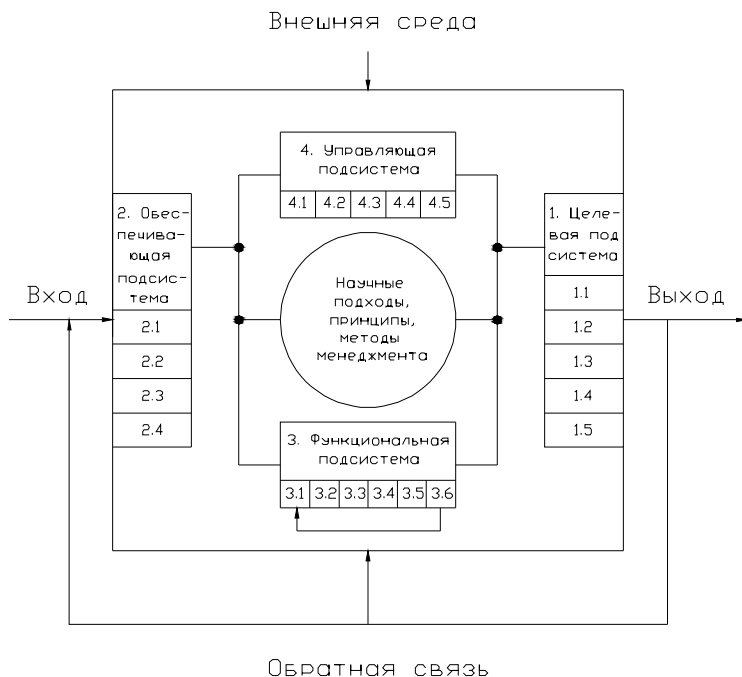 Внешняя среда
4. Управляющая
подсистема
4.1 4.2 4.3 4.4 4.5
2. Обес-
печива-
ющая
подсис-
тема
2.1
2.2
2.3
2.4
1. Целе-
вая под
система
1.1
1.2
1.3
1.4
1.5
Научные
подходы,
принципы,
методы
менеджмента
Вход
Выход
3. Функциональная
подсистема
3.1 3.2 3.3 3.4 3.5 3.6
Обратная связь